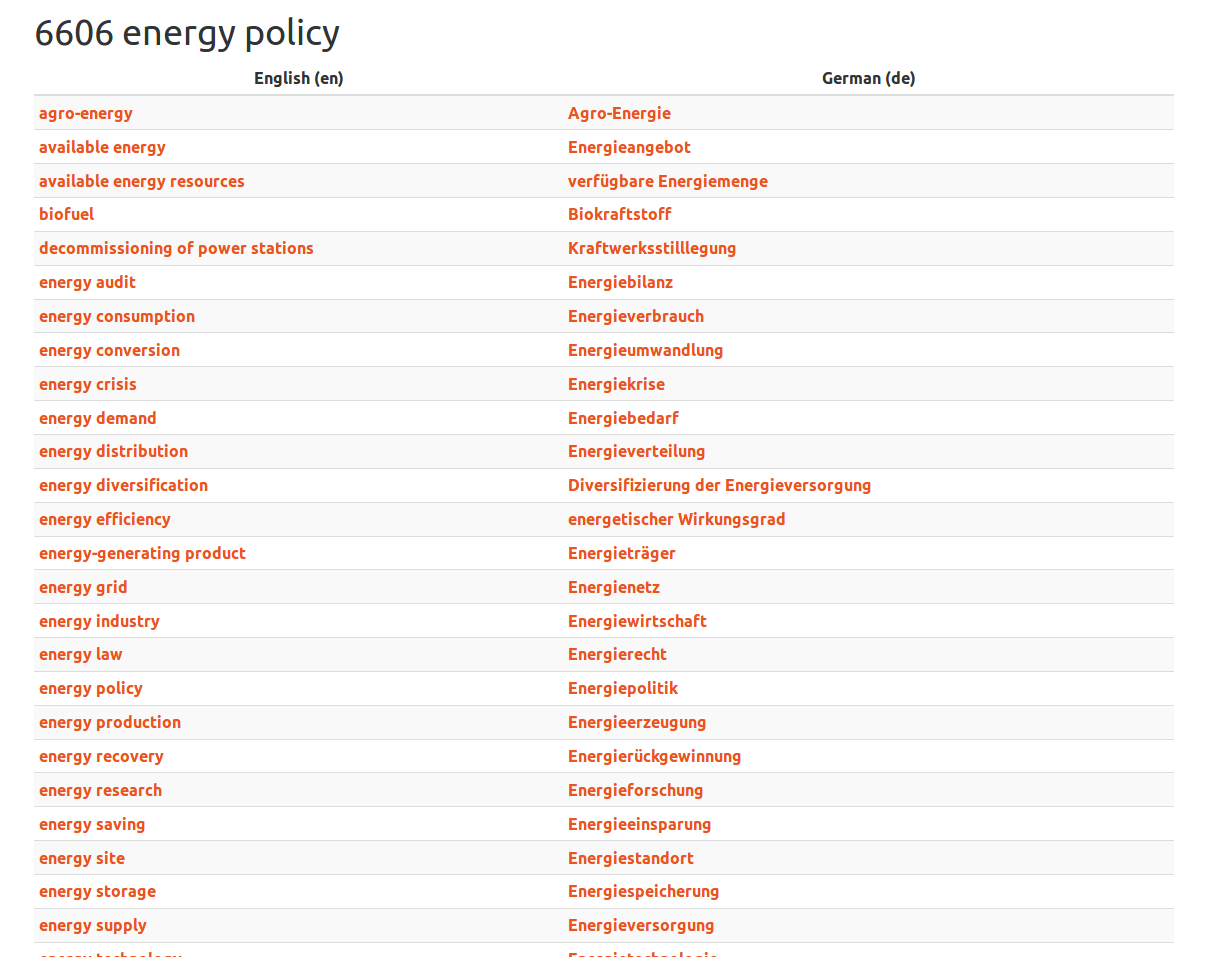 6606 energy policy
English (en) German (de)
agro-energy Agro-Energie
available energy Energieangebot
available energy resources verfügbare Energiemenge
biofuel Biokraftstoff
decommissioning of power stations Kraftwerksstilllegung
energy audit Energiebilanz
energy consumption Energieverbrauch
energy conversion Energieumwandlung
energy crisis Energiekrise
energy demand Energiebedarf
energy distribution Energieverteilung
energy diversification Diversifizierung der Energieversorgung
energy efficiency energetischer Wirkungsgrad
energy-generating product Energieträger
energy grid Energienetz
energy industry Energiewirtschaft
energy law Energierecht
energy policy Energiepolitik
energy production Energieerzeugung
energy recovery Energierückgewinnung
energy research Energieforschung
energy saving Energieeinsparung
energy site Energiestandort
energy storage Energiespeicherung
energy supply Energieversorgung
energy technology Energietechnologie